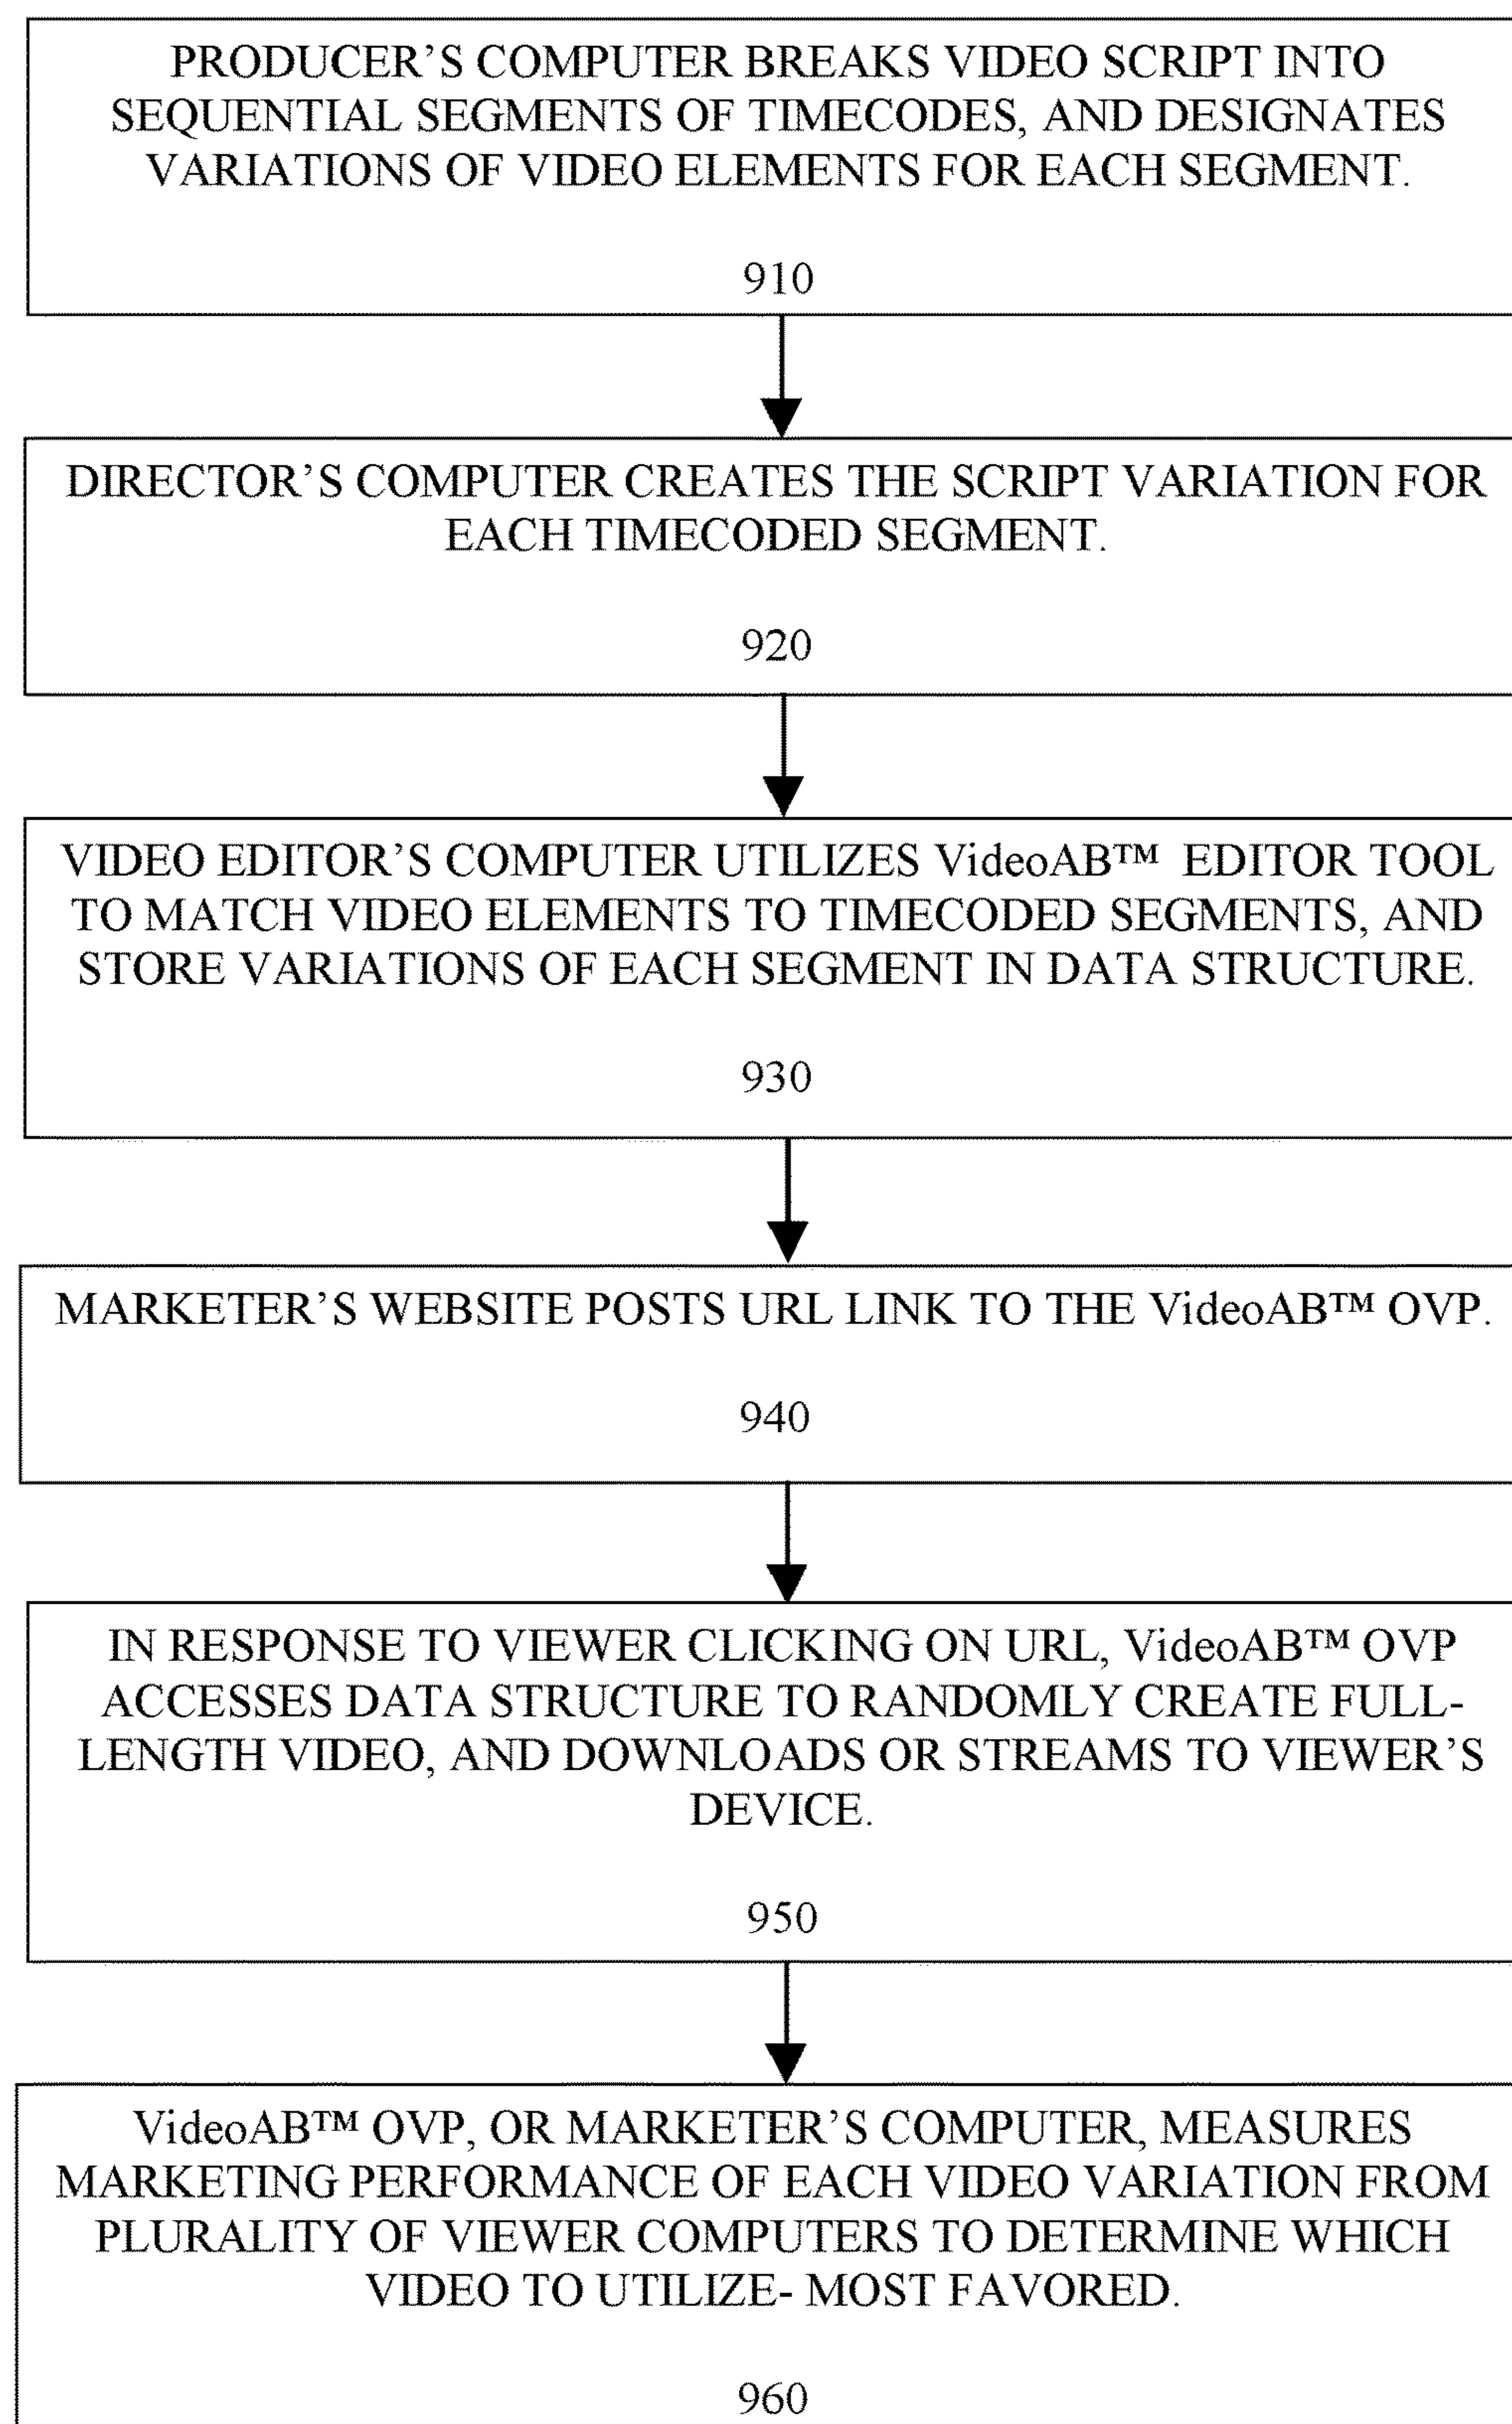 PRODUCER’S COMPUTER BREAKS VIDEO SCRIPT INTO
SEQUENTIAL SEGMENTS OF TIMECODES, AND DESIGNATES
VARIATIONS OF VIDEO ELEMENTS FOR EACH SEGMENT.
910
DIRECTOR’S COMPUTER CREATES THE SCRIPT VARIATION FOR
EACH TIMECODED SEGMENT.
920
VIDEO EDITOR’S COMPUTER UTILIZES VideoAB™ EDITOR TOOL
TO MATCH VIDEO ELEMENTS TO TIMECODED SEGMENTS, AND
STORE VARIATIONS OF EACH SEGMENT IN DATA STRUCTURE.
930
MARKETER’S WEBSITE POSTS URL LINK TO THE VideoAB™ OVP.
940
IN RESPONSE TO VIEWER CLICKING ON URL, VideoAB™ OVP
ACCESSES DATA STRUCTURE TO RANDOMLY CREATE FULL-
LENGTH VIDEO, AND DOWNLOADS OR STREAMS TO VIEWER’S
DEVICE.
950
VideoAB™ OVP, OR MARKETER’S COMPUTER, MEASURES
MARKETING PERFORMANCE OF EACH VIDEO VARIATION FROM
PLURALITY OF VIEWER COMPUTERS TO DETERMINE WHICH
VIDEO TO UTILIZE- MOST FAVORED.
960